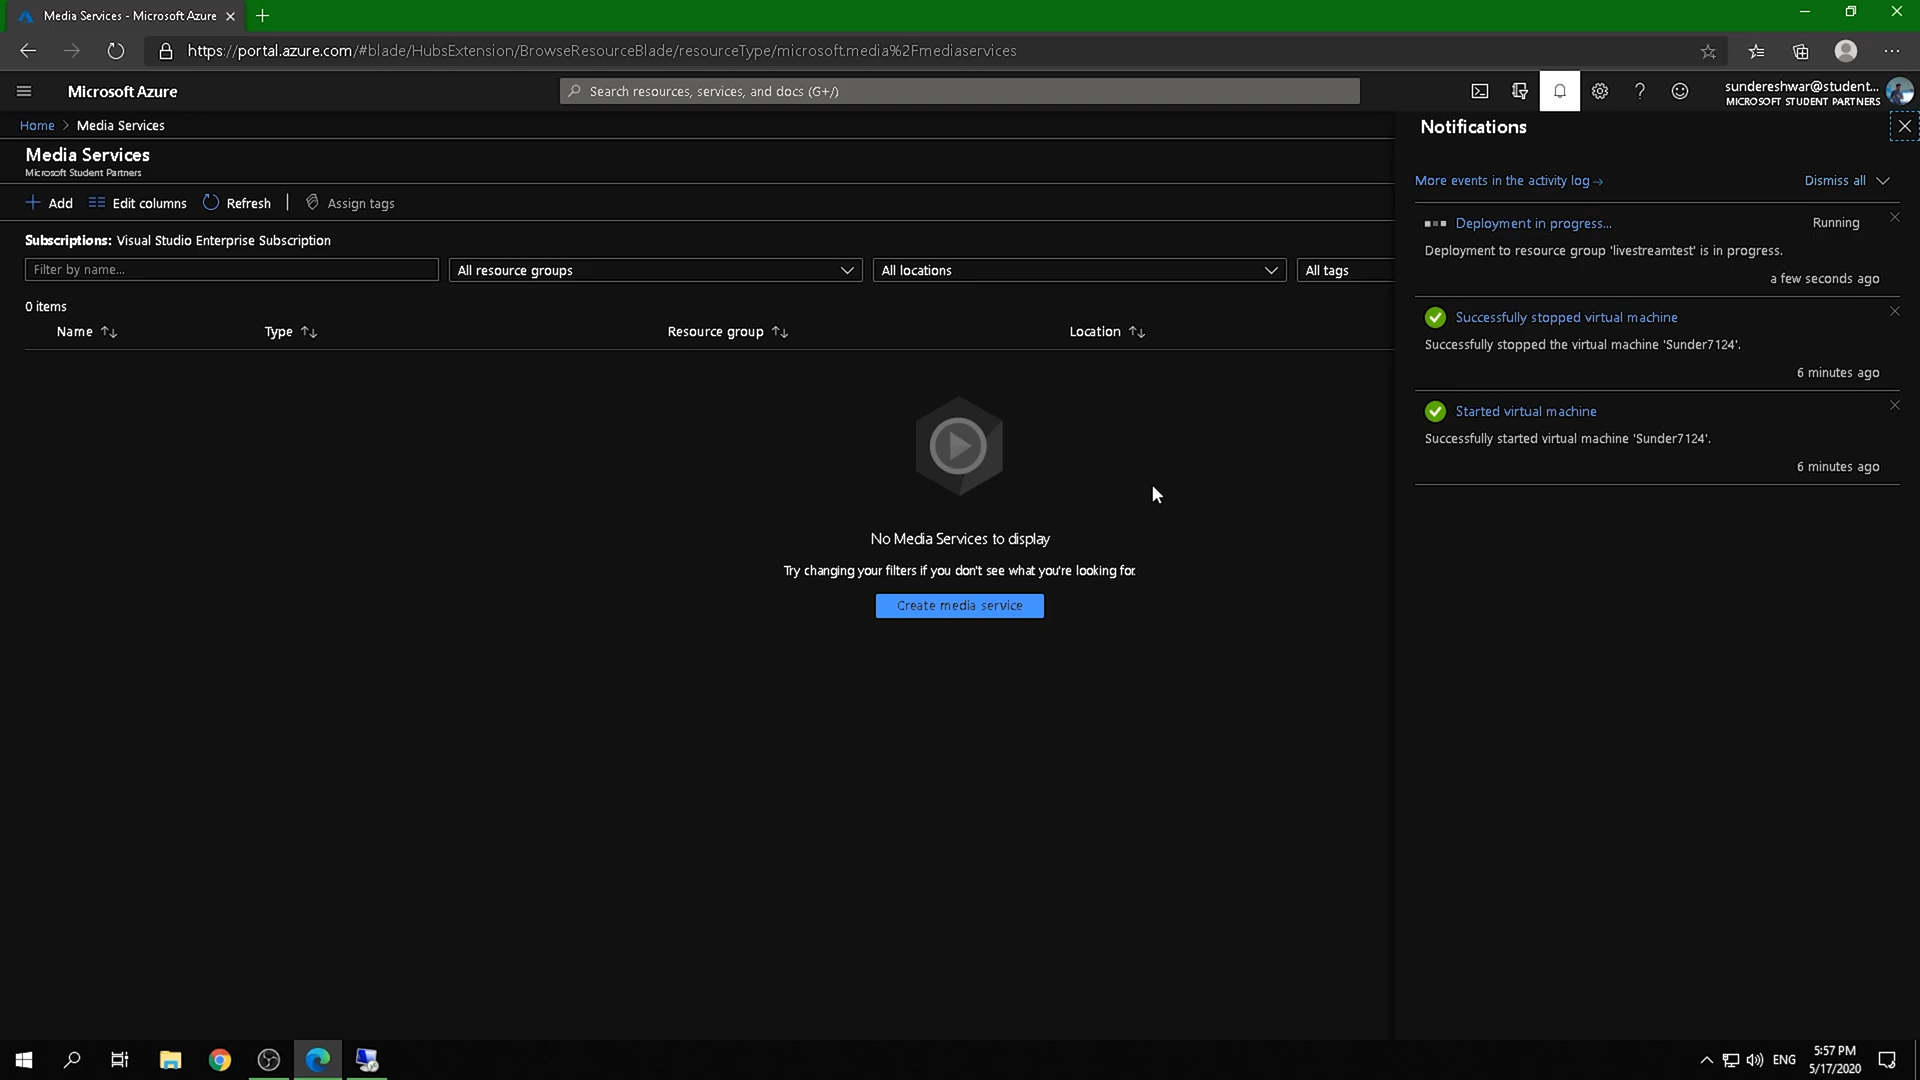 Media Services - Microsoft Azure
https://portal.azure.com/#blade/HubsExtension/BrowseResourceBlade/resourceType/microsoft.media%2Fmediaservices
Microsoft Azure
Search resources, services, and docs (G+/)
sundereshwar@student...
MICROSOFT STUDENT PARTNERS
Home > Media Services
Media Services
Microsoft Student Partners
Add Edit columns Refresh Assign tags
Subscriptions: Visual Studio Enterprise Subscription
Filter by name... All resource groups All locations All tags
0 items
Name Type Resource group Location
No Media Services to display
Try changing your filters if you don't see what you're looking for.
Create media service
Notifications
More events in the activity log→ Dismiss all
Deployment in progress... Running
Deployment to resource group 'livestreamtest' is in progress.
a few seconds ago
Successfully stopped virtual machine
Successfully stopped the virtual machine 'Sunder7124'.
6 minutes ago
Started virtual machine
Successfully started virtual machine 'Sunder7124'.
6 minutes ago
ENG
5:57 PM
5/17/2020